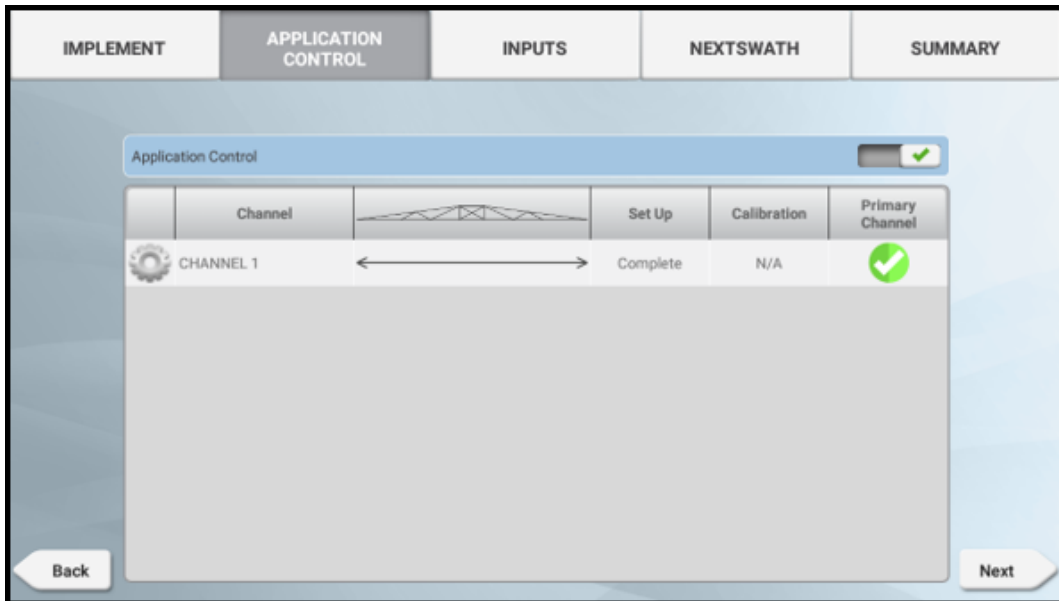 IMPLEMENT
APPLICATION
CONTROL
INPUTS
NEXTSWATH
SUMMARY
Application Control
Channel
Set Up
Calibration
Primary
Channel
CHANNEL 1
Complete
N/A
Back
Next